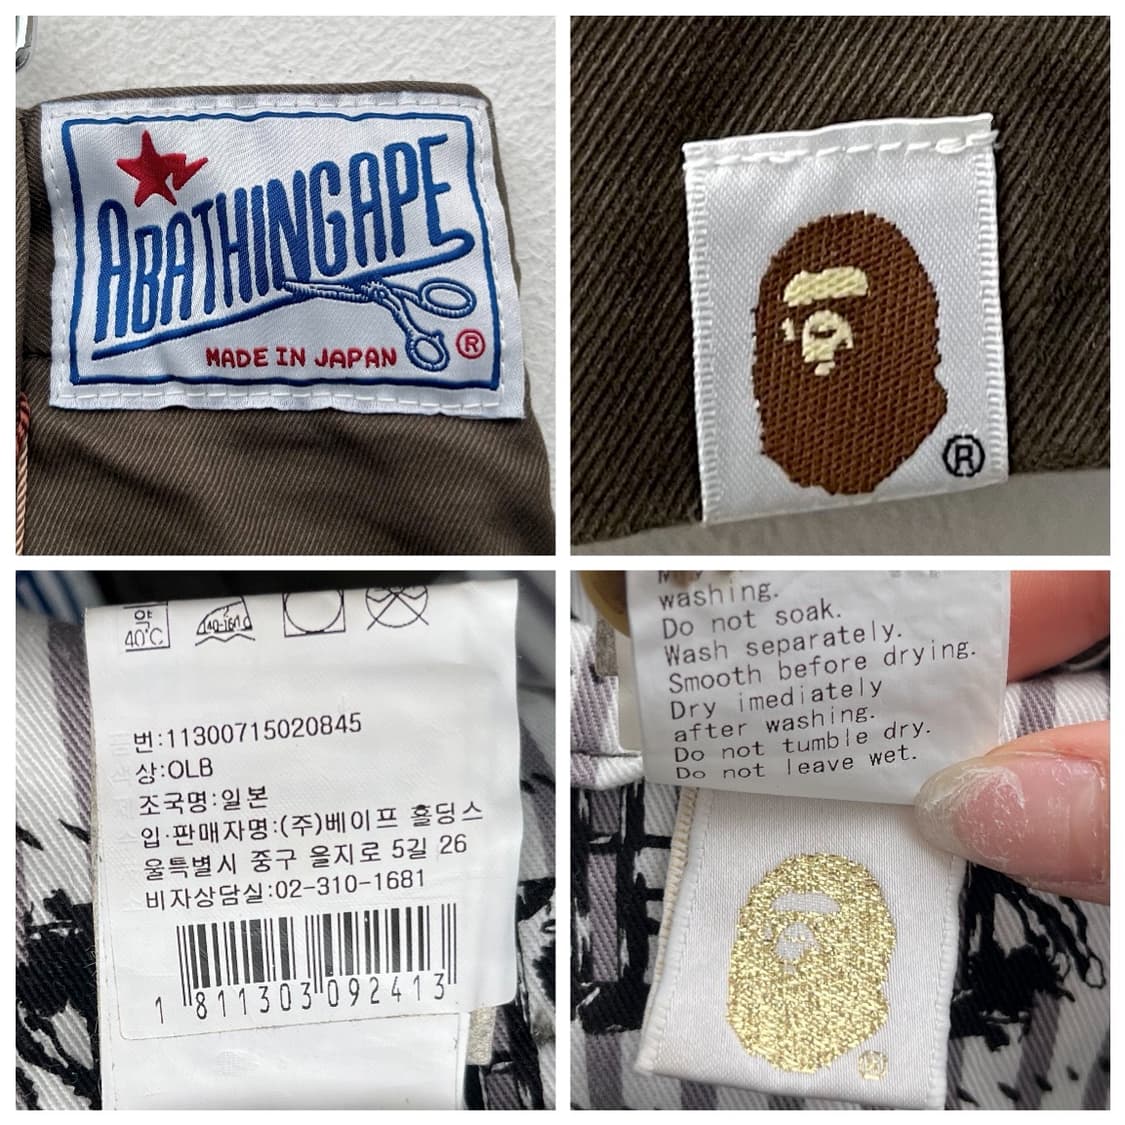 ABATHINGAPE
MADE IN JAPAN ®
®
약
40℃
번:11300715020845
상:OLB
조국명:일본
입·판매자명:(주)베이프 홀딩스
울특별시 중구 을지로 5길 26
비자상담실:02-310-1681
1 811303 092413
washing.
Do not soak.
Wash separately.
Smooth before drying.
Dry imediately
after washing.
Do not tumble dry.
Do not leave wet.
®